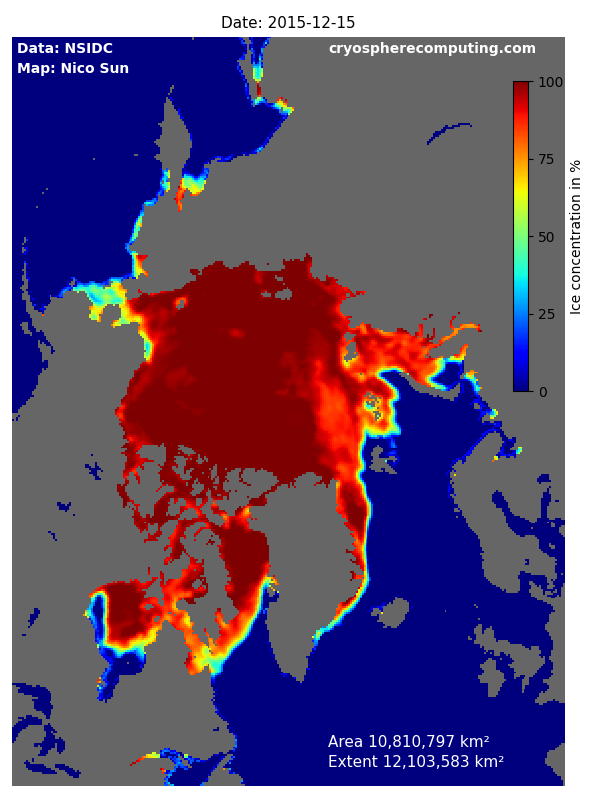 Date: 2015-12-15
Data: NSIDC
Map: Nico Sun
cryospherecomputing.com
100
75
50
25
0
Ice concentration in %
Area 10,810,797 km²
Extent 12,103,583 km²